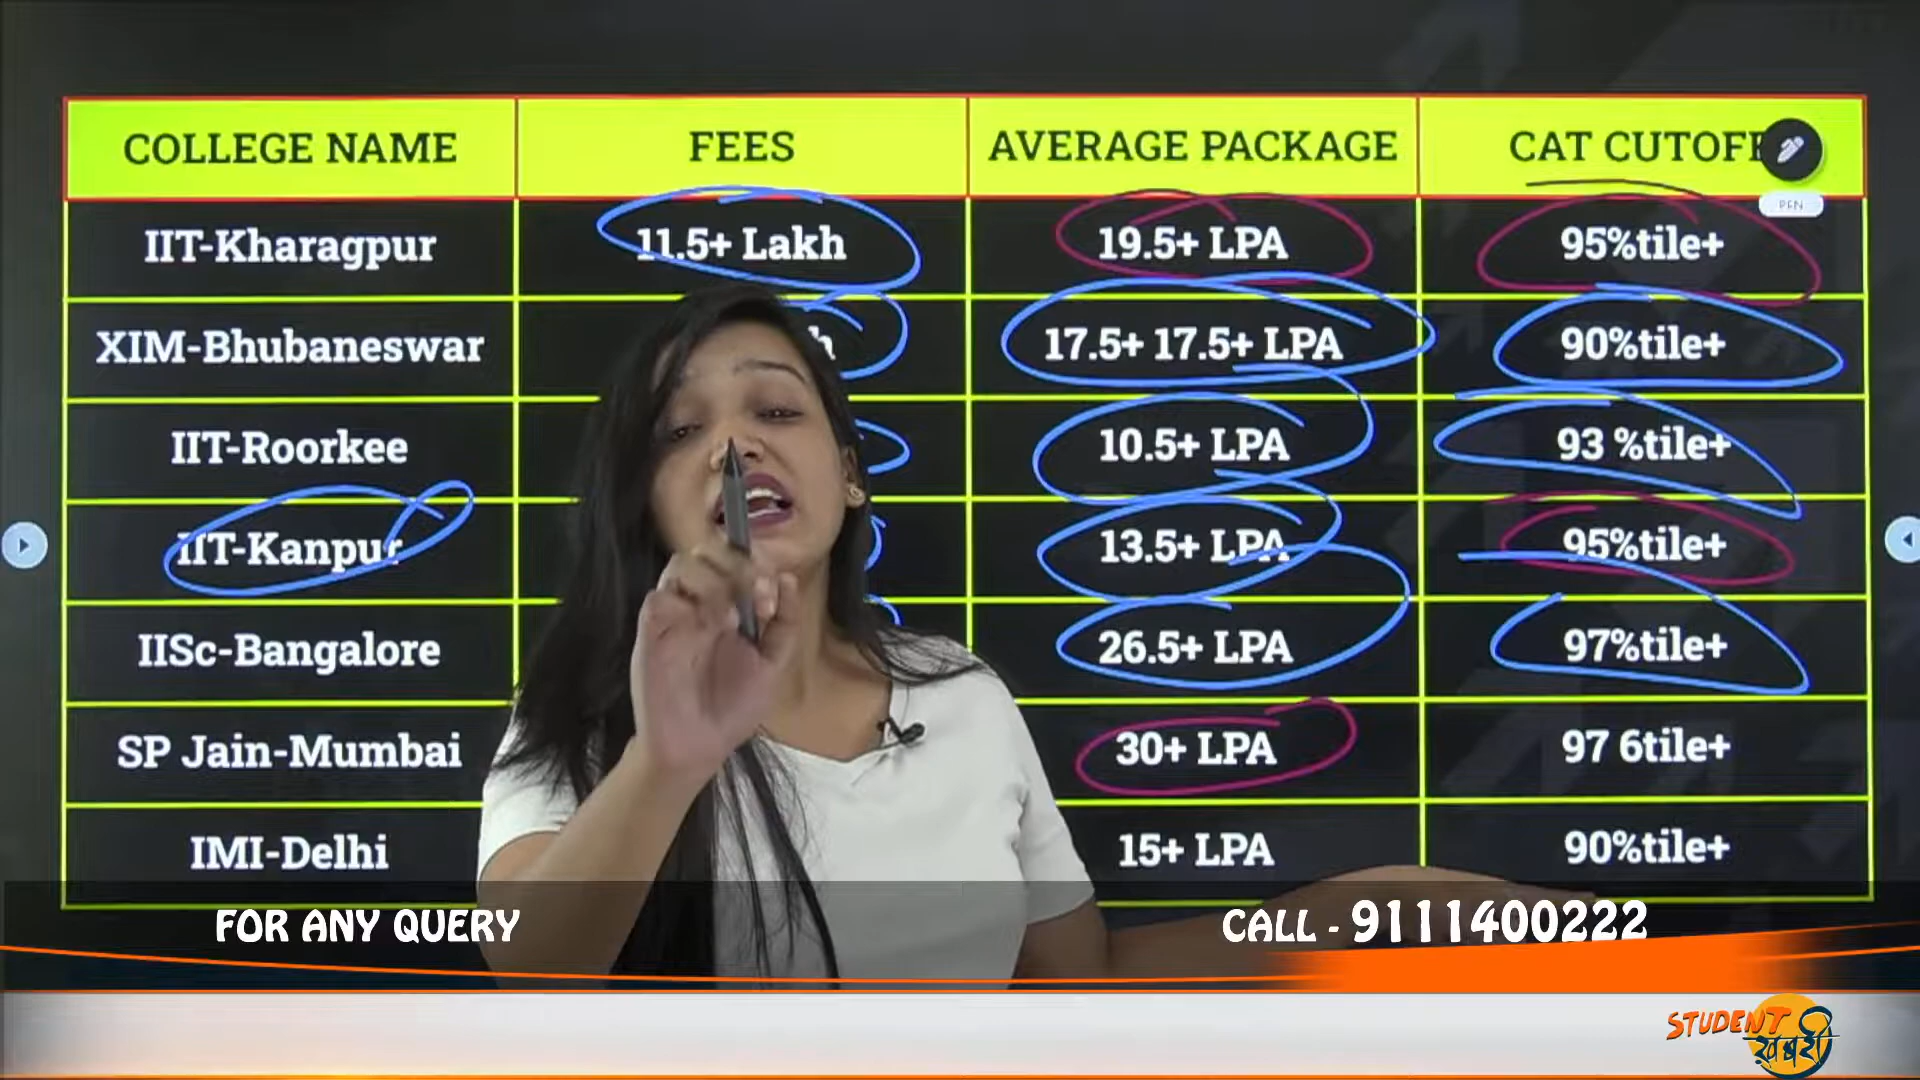 COLLEGE NAME FEES AVERAGE PACKAGE CAT CUTOFF
PEN
IIT-Kharagpur 11.5+ Lakh 19.5+ LPA 95%tile+
XIM-Bhubaneswar 17.5+ 17.5+ LPA 90%tile+
IIT-Roorkee 10.5+ LPA 93 %tile+
IIT-Kanpur 13.5+ LPA 95%tile+
IISc-Bangalore 26.5+ LPA 97%tile+
SP Jain-Mumbai 30+ LPA 97 6tile+
IMI-Delhi 15+ LPA 90%tile+
FOR ANY QUERY CALL - 9111400222
STUDENT
ख़बरी